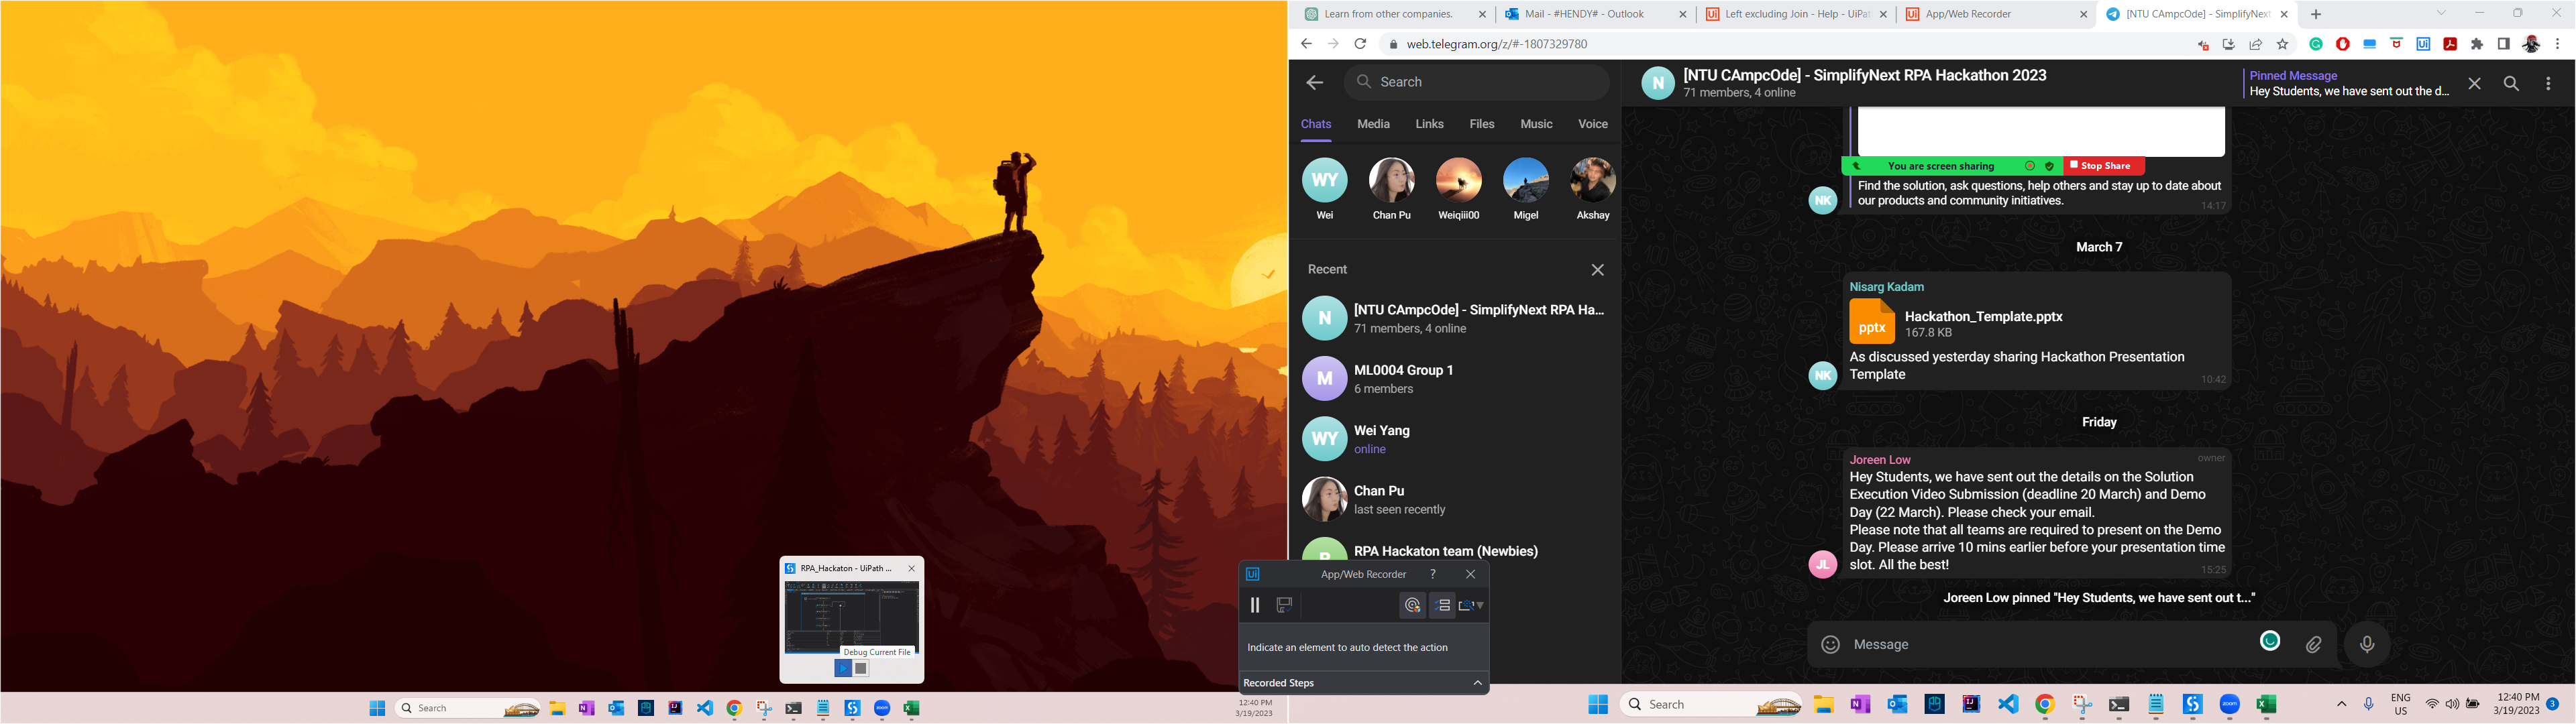 RPA_Hackaton - UiPath ...
Debug Current File
Search
12:40 PM
3/19/2023
Learn from other companies.
Mail - #HENDY# - Outlook
Left excluding Join - Help - UiPat
App/Web Recorder
[NTU CAmpcOde] - SimplifyNext
web.telegram.org/z/#-1807329780
Search
Chats
Media
Links
Files
Music
Voice
WY
Wei
Chan Pu
Weiqiii00
Migel
Akshay
Recent
N
[NTU CAmpcOde] - SimplifyNext RPA Ha...
71 members, 4 online
M
ML0004 Group 1
6 members
WY
Wei Yang
online
Chan Pu
last seen recently
RPA Hackaton team (Newbies)
Ui
App/Web Recorder
?
Indicate an element to auto detect the action
Recorded Steps
N
[NTU CAmpcOde] - SimplifyNext RPA Hackathon 2023
71 members, 4 online
Pinned Message
Hey Students, we have sent out the d...
You are screen sharing
Stop Share
NK
Find the solution, ask questions, help others and stay up to date about
our products and community initiatives.
14:17
March 7
Nisarg Kadam
pptx
Hackathon_Template.pptx
167.8 KB
As discussed yesterday sharing Hackathon Presentation
Template
10:42
NK
Friday
Joreen Low
owner
Hey Students, we have sent out the details on the Solution
Execution Video Submission (deadline 20 March) and Demo
Day (22 March). Please check your email.
Please note that all teams are required to present on the Demo
Day. Please arrive 10 mins earlier before your presentation time
slot. All the best!
15:25
JL
Joreen Low pinned "Hey Students, we have sent out t..."
Message
Search
zoom
ENG
US
12:40 PM
3/19/2023
3